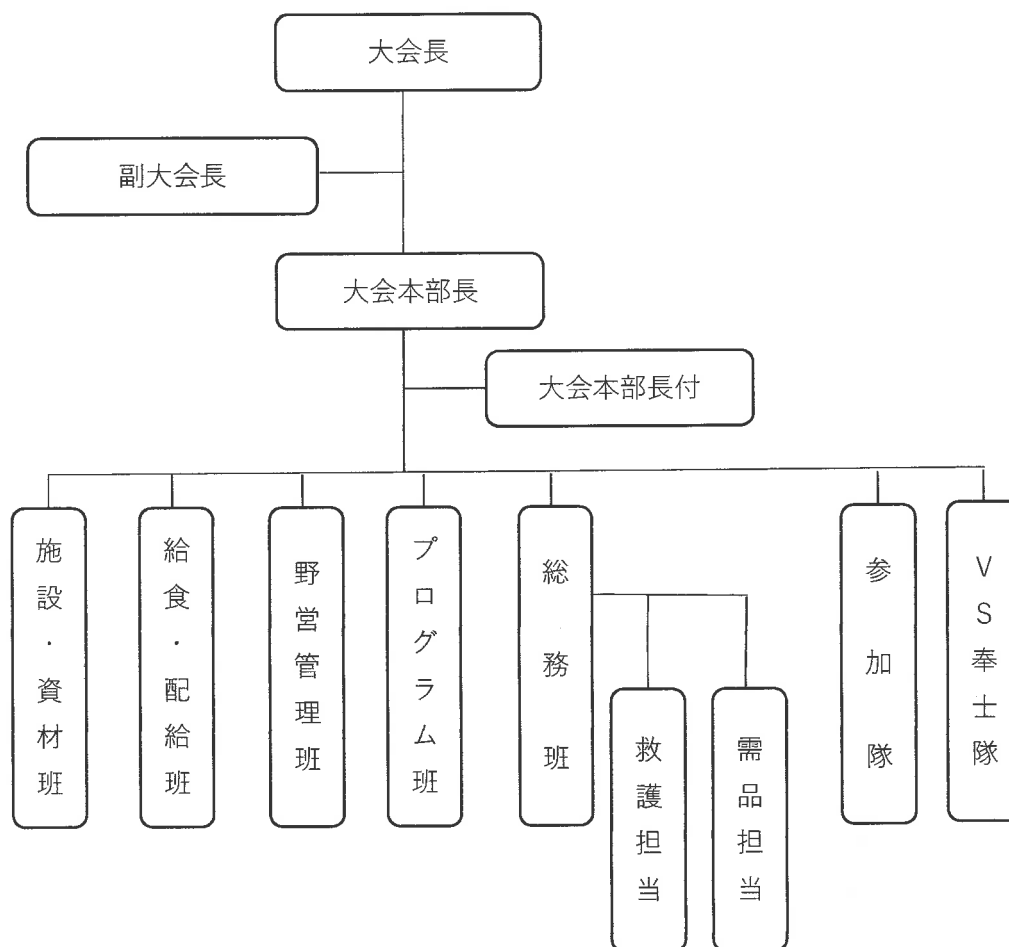 大会長
副大会長
大会本部長
大会本部長付
施設・資材班
給食・配給班
野営管理班
プログラム班
総務班
救護担当
需品担当
参加隊
VS奉士隊